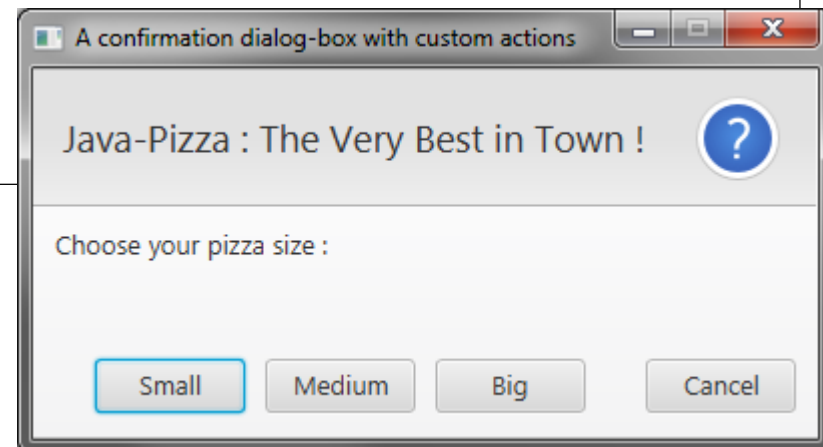 A confirmation dialog-box with custom actions
Java-Pizza : The Very Best in Town !
?
Choose your pizza size :
Small Medium Big Cancel